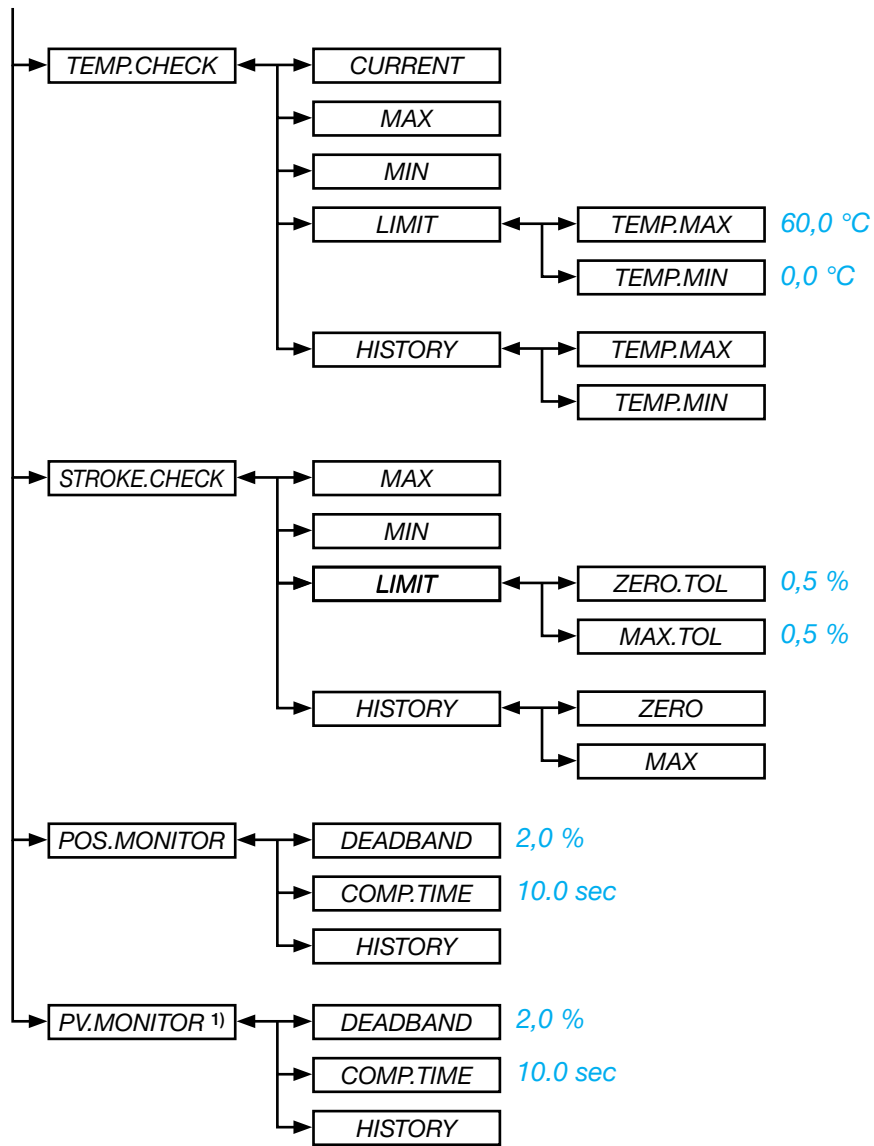 TEMP.CHECK
CURRENT
MAX
MIN
LIMIT
TEMP.MAX
60,0 °C
TEMP.MIN
0,0 °C
HISTORY
TEMP.MAX
TEMP.MIN
STROKE.CHECK
MAX
MIN
LIMIT
ZERO.TOL
0,5 %
MAX.TOL
0,5 %
HISTORY
ZERO
MAX
POS.MONITOR
DEADBAND
2,0 %
COMP.TIME
10.0 sec
HISTORY
PV.MONITOR 1)
DEADBAND
2,0 %
COMP.TIME
10.0 sec
HISTORY